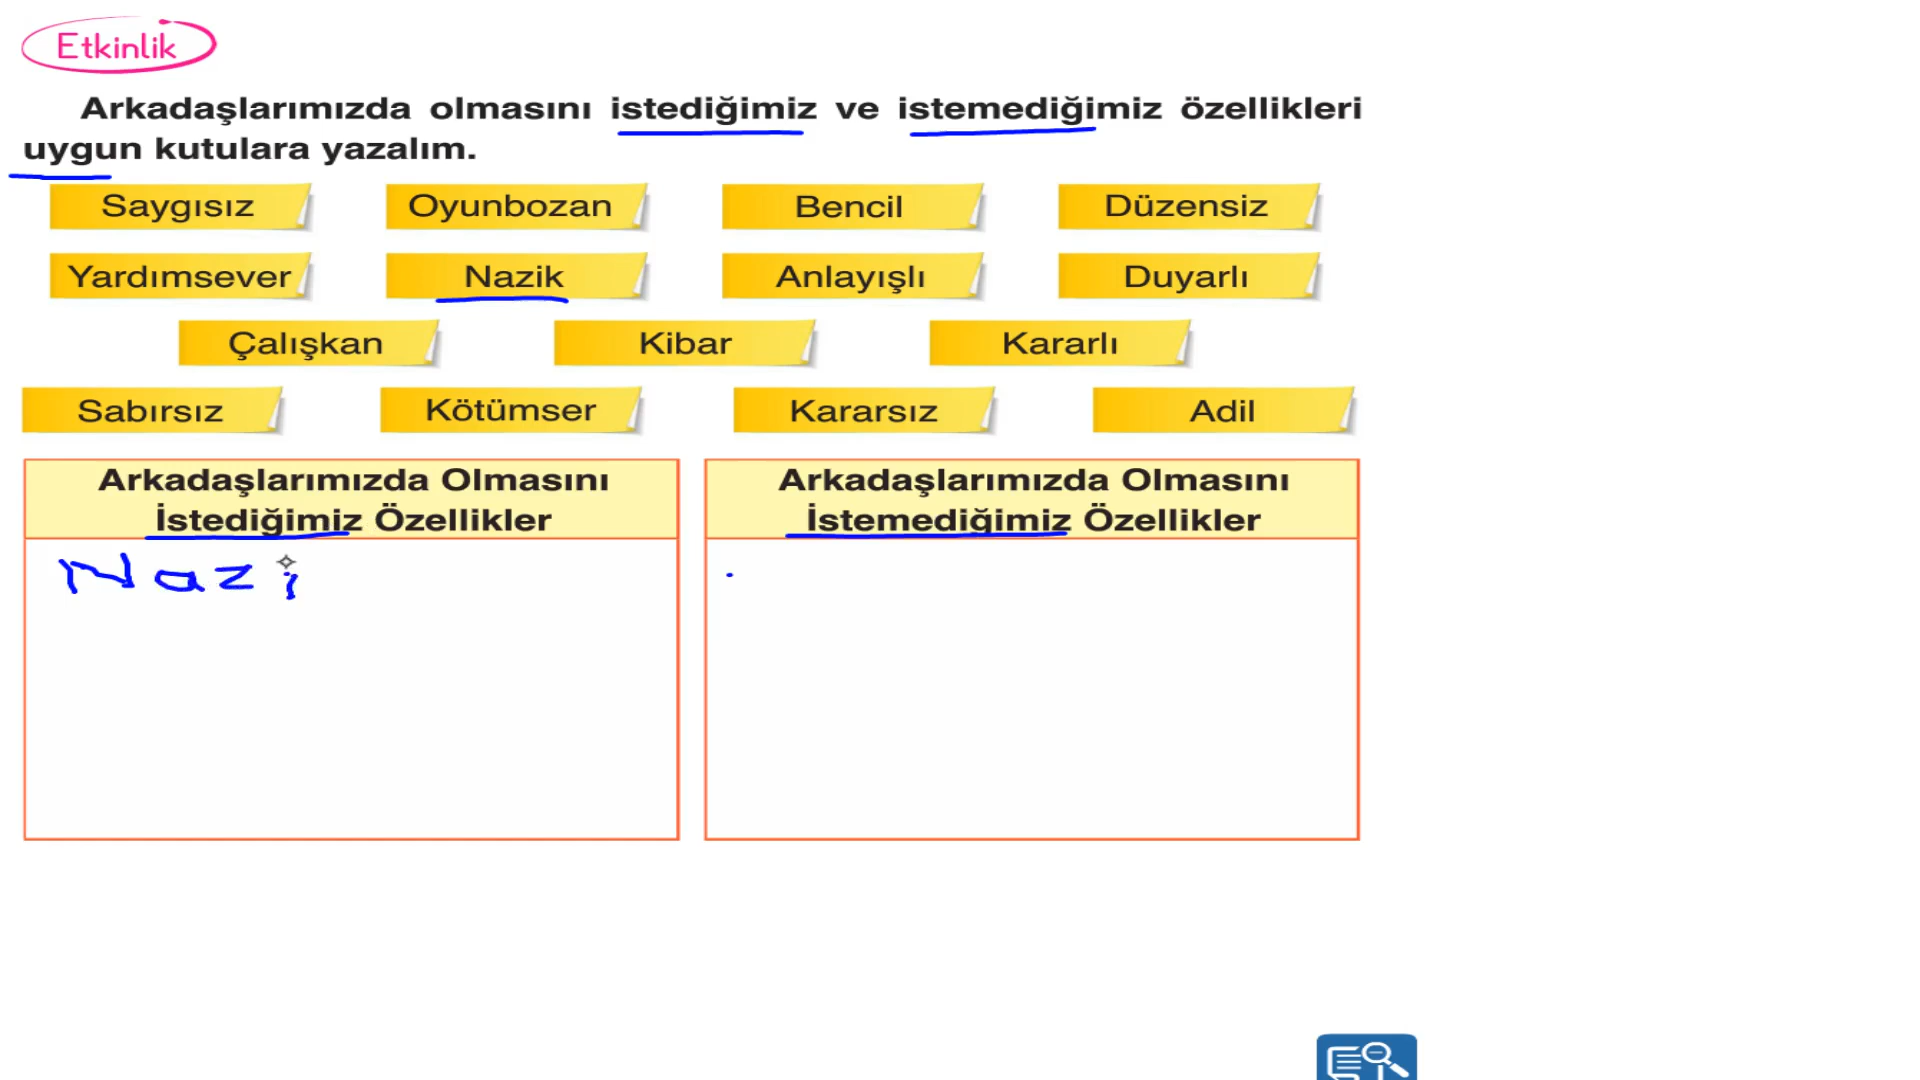 Etkinlik
Arkadaşlarımızda olmasını istediğimiz ve istemediğimiz özellikleri
uygun kutulara yazalım.
Saygısız Oyunbozan Bencil Düzensiz
Yardımsever Nazik Anlayışlı Duyarlı
Çalışkan Kibar Kararlı
Sabırsız Kötümser Kararsız Adil
Arkadaşlarımızda Olmasını
İstediğimiz Özellikler
Nazi
Arkadaşlarımızda Olmasını
İstemediğimiz Özellikler